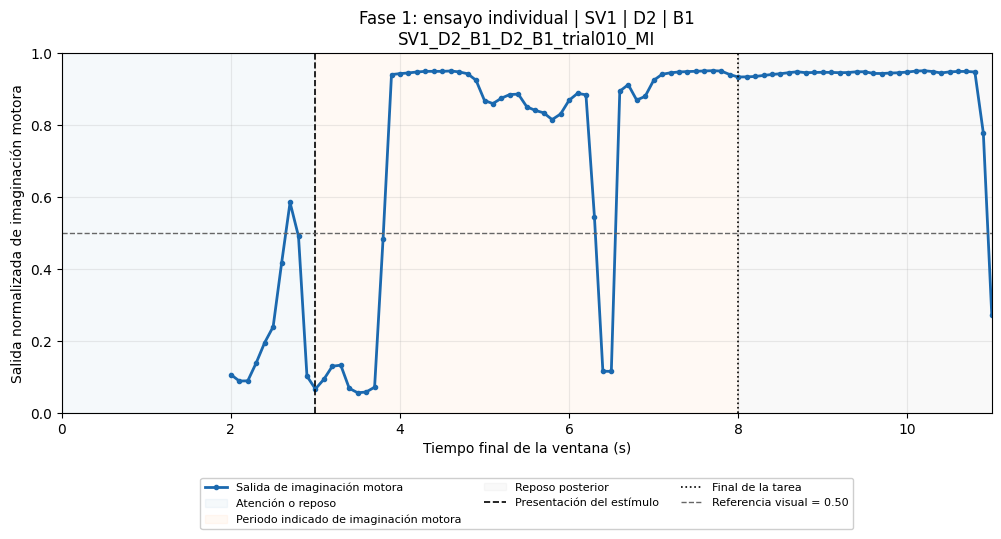 Fase 1: ensayo individual | SV1 | D2 | B1
SV1_D2_B1_D2_B1_trial010_MI
Salida normalizada de imaginación motora
1.0
0.8
0.6
0.4
0.2
0.0
0
2
4
6
8
10
Tiempo final de la ventana (s)
Salida de imaginación motora
Atención o reposo
Periodo indicado de imaginación motora
Reposo posterior
Presentación del estímulo
Final de la tarea
Referencia visual = 0.50